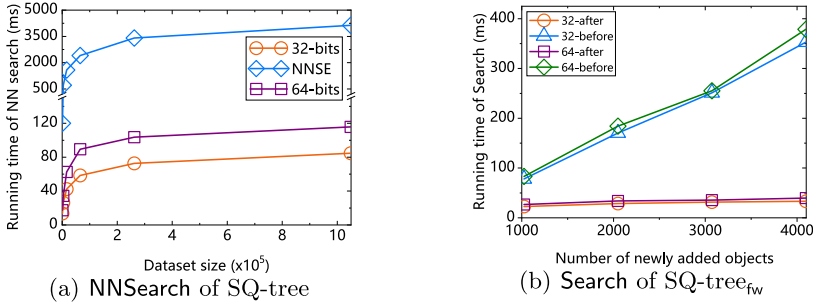 Running time of NN search (ms)
5000
3500
2000
500
120
80
40
0
32-bits
NNSE
64-bits
0 2 4 6 8 10
Dataset size (x10⁵)
(a) NNSearch of SQ-tree
Running time of Search (ms)
400
300
200
100
0
32-after
32-before
64-after
64-before
1000 2000 3000 4000
Number of newly added objects
(b) Search of SQ-tree_fw